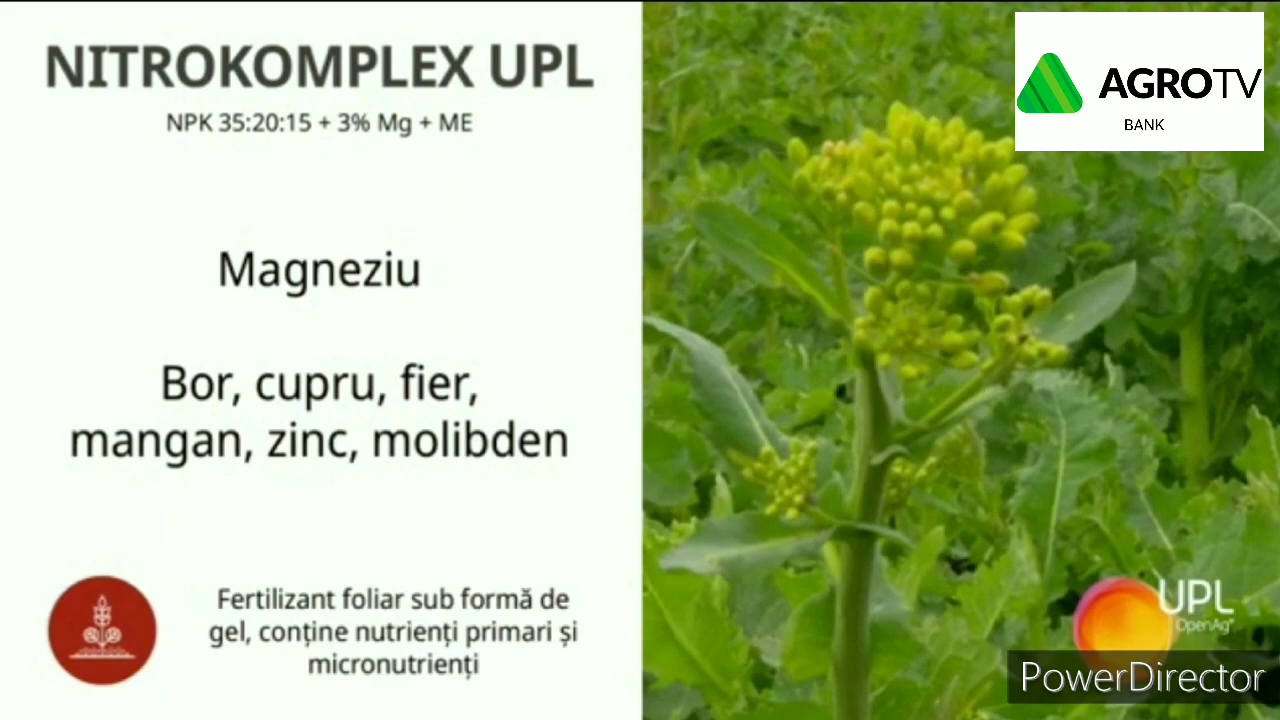 NITROKOMPLEX UPL
NPK 35:20:15 + 3% Mg + ME
Magneziu
Bor, cupru, fier,
mangan, zinc, molibden
Fertilizant foliar sub formă de
gel, conține nutrienți primari și
micronutrienți
AGROTV
BANK
UPL
OpenAg®
PowerDirector